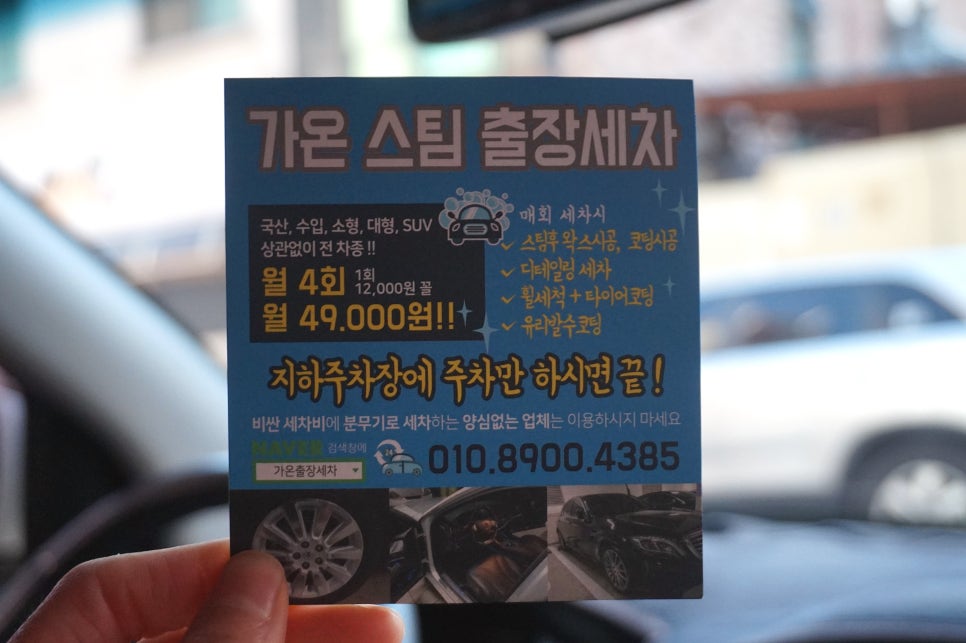 가온 스팀 출장세차
국산, 수입, 소형, 대형, SUV
상관없이 전 차종 !!
월 4회 1회
12,000원 꼴
월 49.000원!!
매회 세차시
스팀후 왁스시공, 코팅시공
디테일링 세차
휠세척 + 타이어코팅
유리발수코팅
지하주차장에 주차만 하시면 끝 !
비싼 세차비에 분무기로 세차하는 양심없는 업체는 이용하시지 마세요
NAVER 검색창에
가온출장세차
24
010.8900.4385